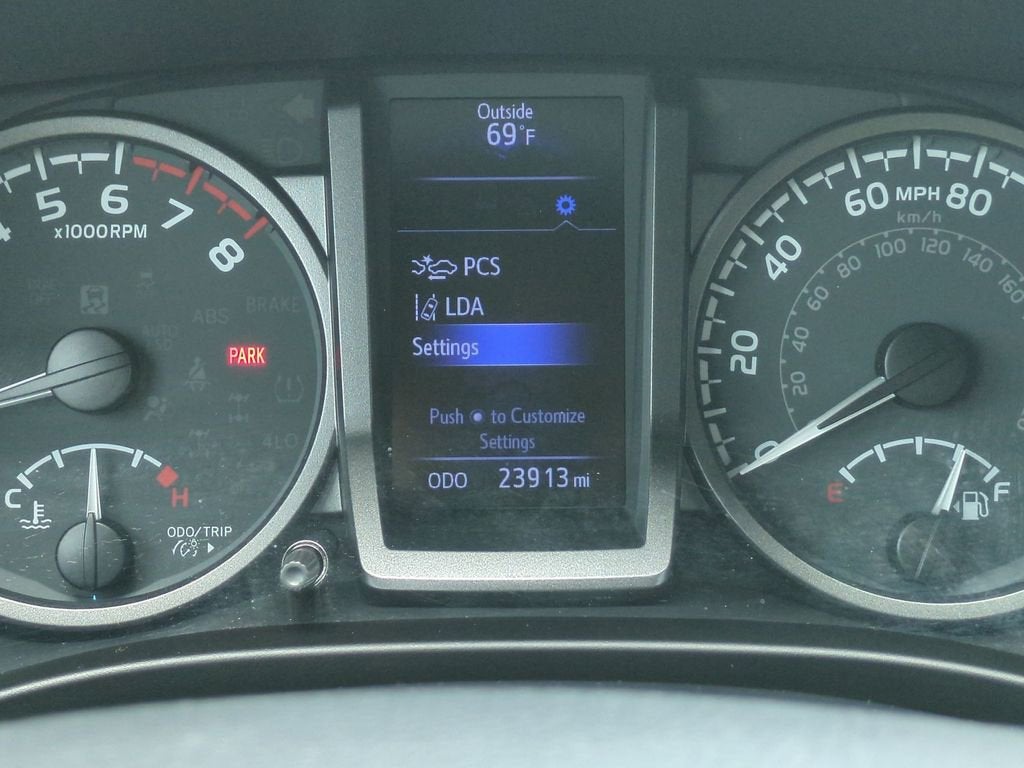 Outside
69°F
PCS
LDA
Settings
Push to Customize
Settings
ODO 23913 mi
5 6 7 8
x1000RPM
BRAKE
ABS
PARK
4LO
C H
ODO/TRIP
0 20 40 60 MPH 80
km/h
20 40 60 80 100 120 140 160
E F